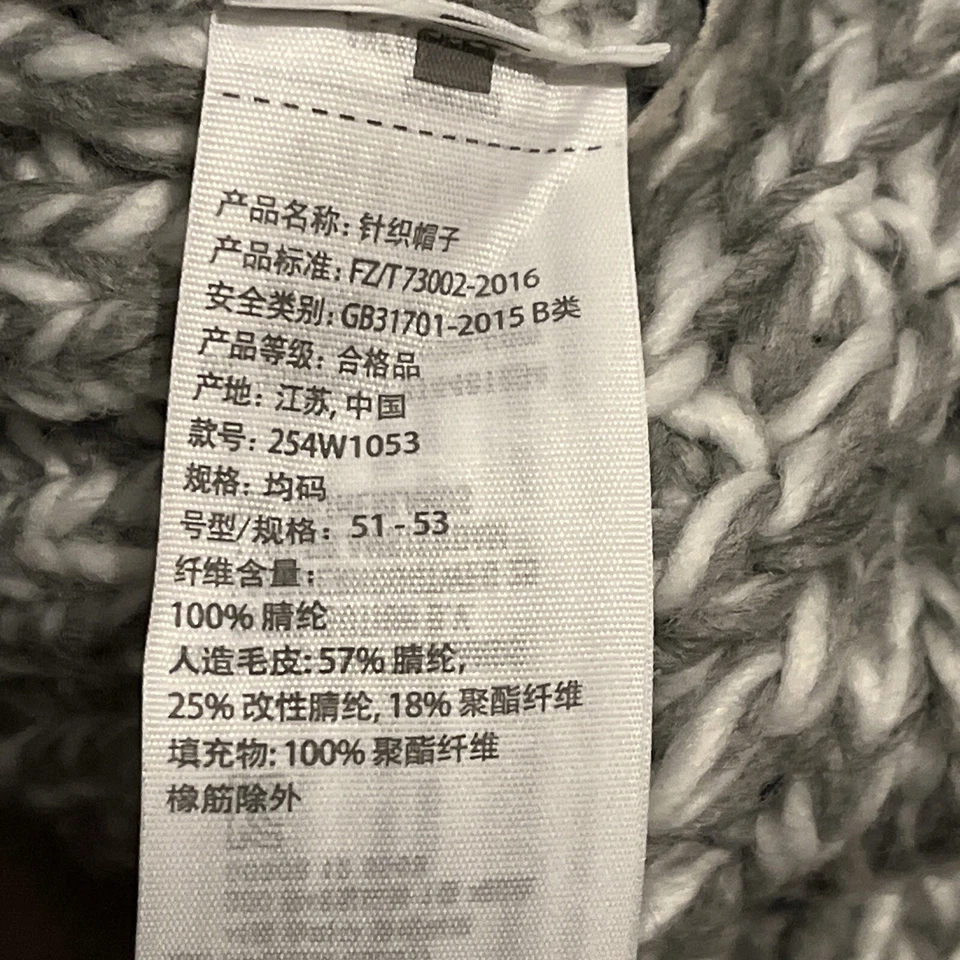 产品名称: 针织帽子
产品标准: FZ/T 73002-2016
安全类别: GB31701-2015 B类
产品等级: 合格品
产地: 江苏, 中国
款号: 254W1053
规格: 均码
号型/规格: 51 - 53
纤维含量:
100% 腈纶
人造毛皮: 57% 腈纶,
25% 改性腈纶, 18% 聚酯纤维
填充物: 100% 聚酯纤维
橡筋除外